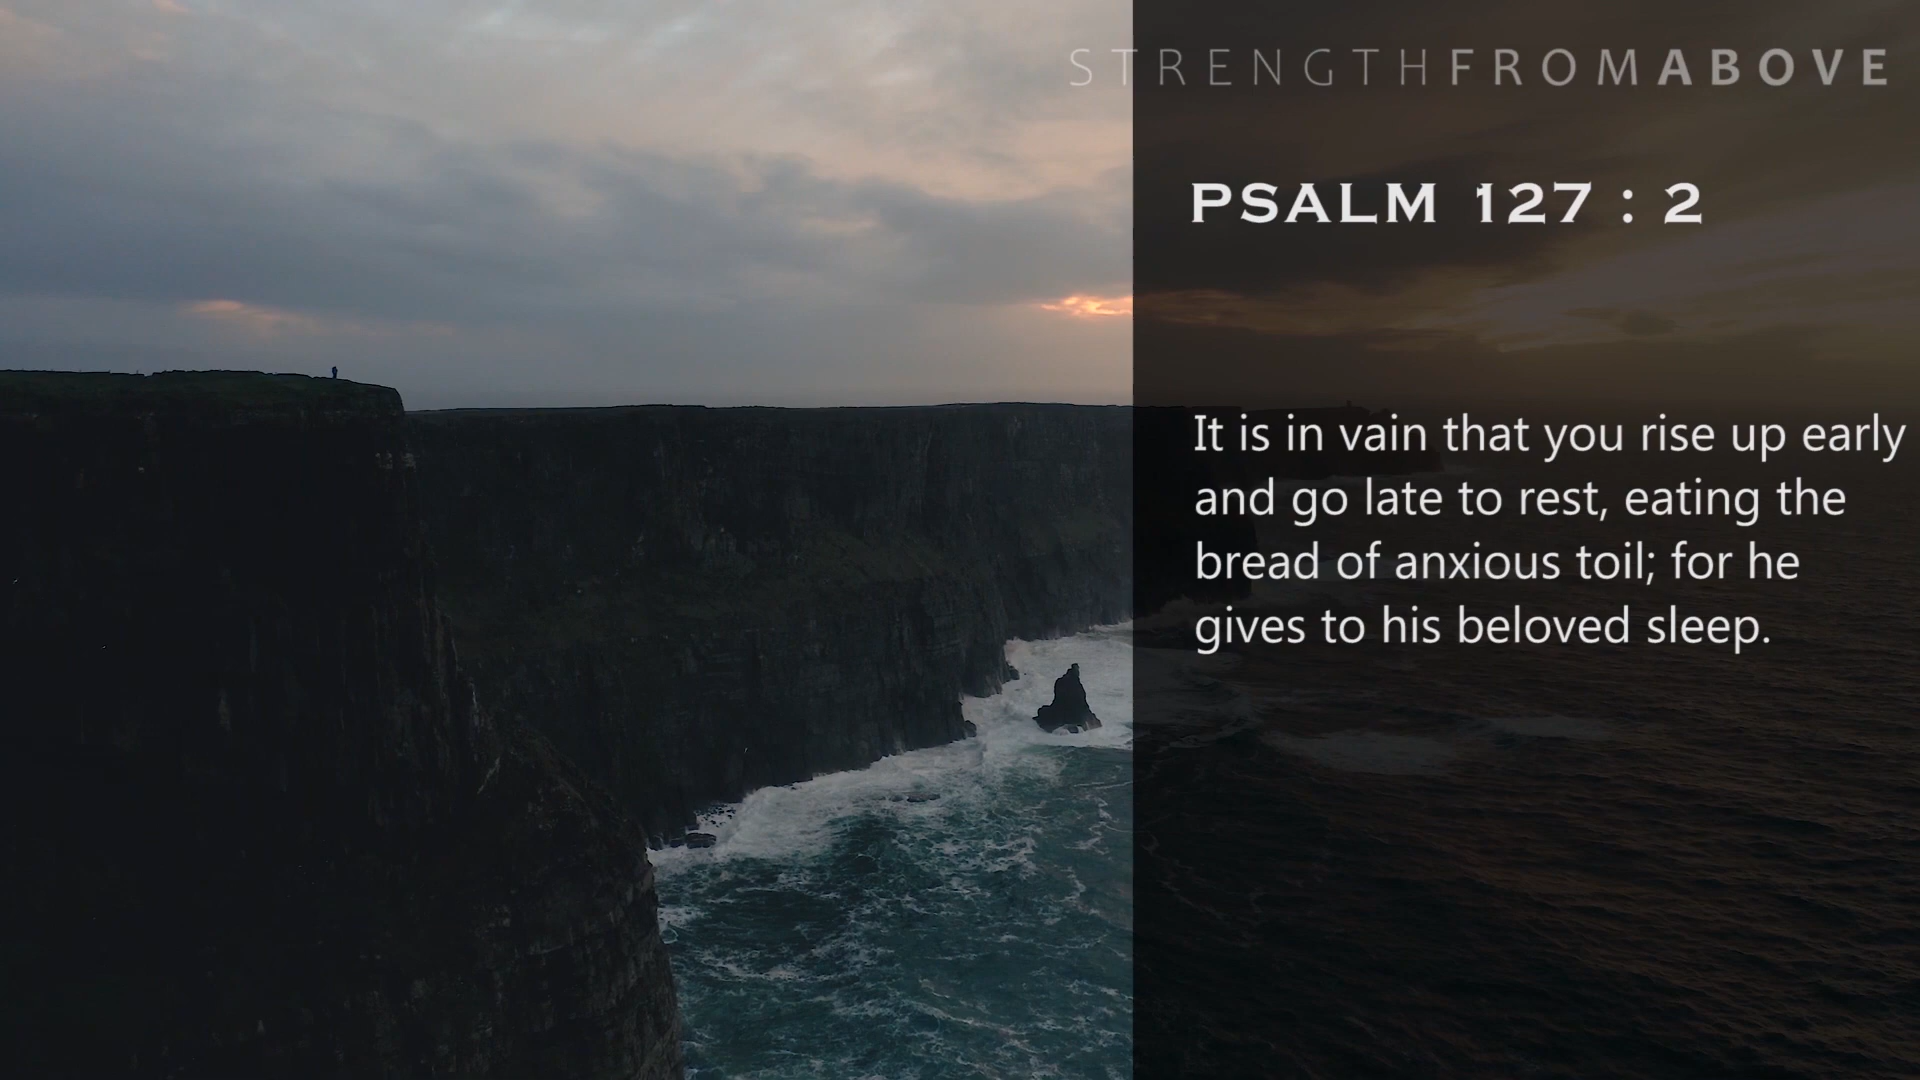 STRENGTHFROMABOVE
PSALM 127 : 2
It is in vain that you rise up early
and go late to rest, eating the
bread of anxious toil; for he
gives to his beloved sleep.